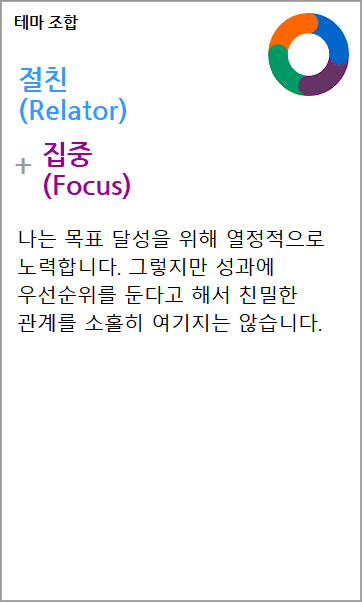 테마 조합
절친
(Relator)
+ 집중
(Focus)
나는 목표 달성을 위해 열정적으로
노력합니다. 그렇지만 성과에
우선순위를 둔다고 해서 친밀한
관계를 소홀히 여기지는 않습니다.